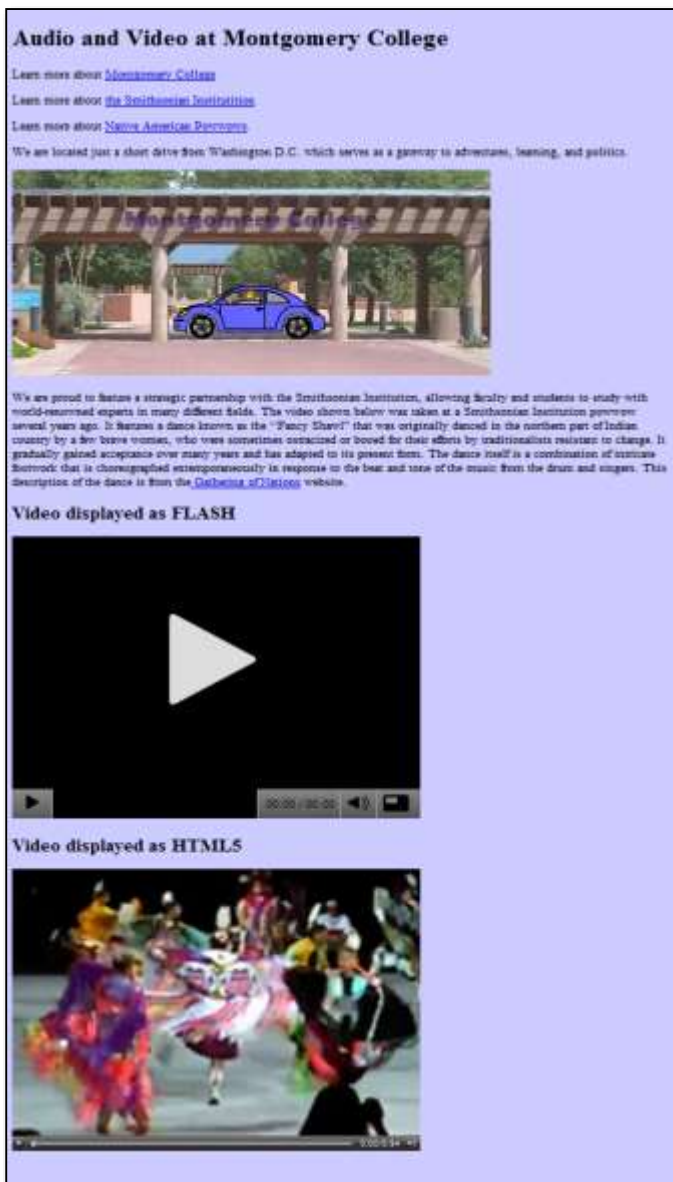 Audio and Video at Montgomery College
Learn more about Montgomery College
Learn more about the Smithsonian Instituitition
Learn more about Native American Powwows
We are located just a short drive from Washington D.C. which serves as a gateway to adventures, learning, and politics.
Montgomery College
We are proud to feature a strategic partnership with the Smithsonian Institution, allowing faculty and students to study with
world-renowned experts in many different fields. The video shown below was taken at a Smithsonian Institution powwow
several years ago. It features a dance known as the "Fancy Shawl" that was originally danced in the northern part of Indian
country by a few brave women, who were sometimes ostracized or booed for their efforts by traditionalists resistant to change. It
gradually gained acceptance over many years and has adapted to its present form. The dance itself is a combination of intricate
footwork that is choreographed extemporaneously in response to the beat and tone of the music from the drum and singers. This
description of the dance is from the Gathering of Nations website.
Video displayed as FLASH
00:00 / 00:00
Video displayed as HTML5